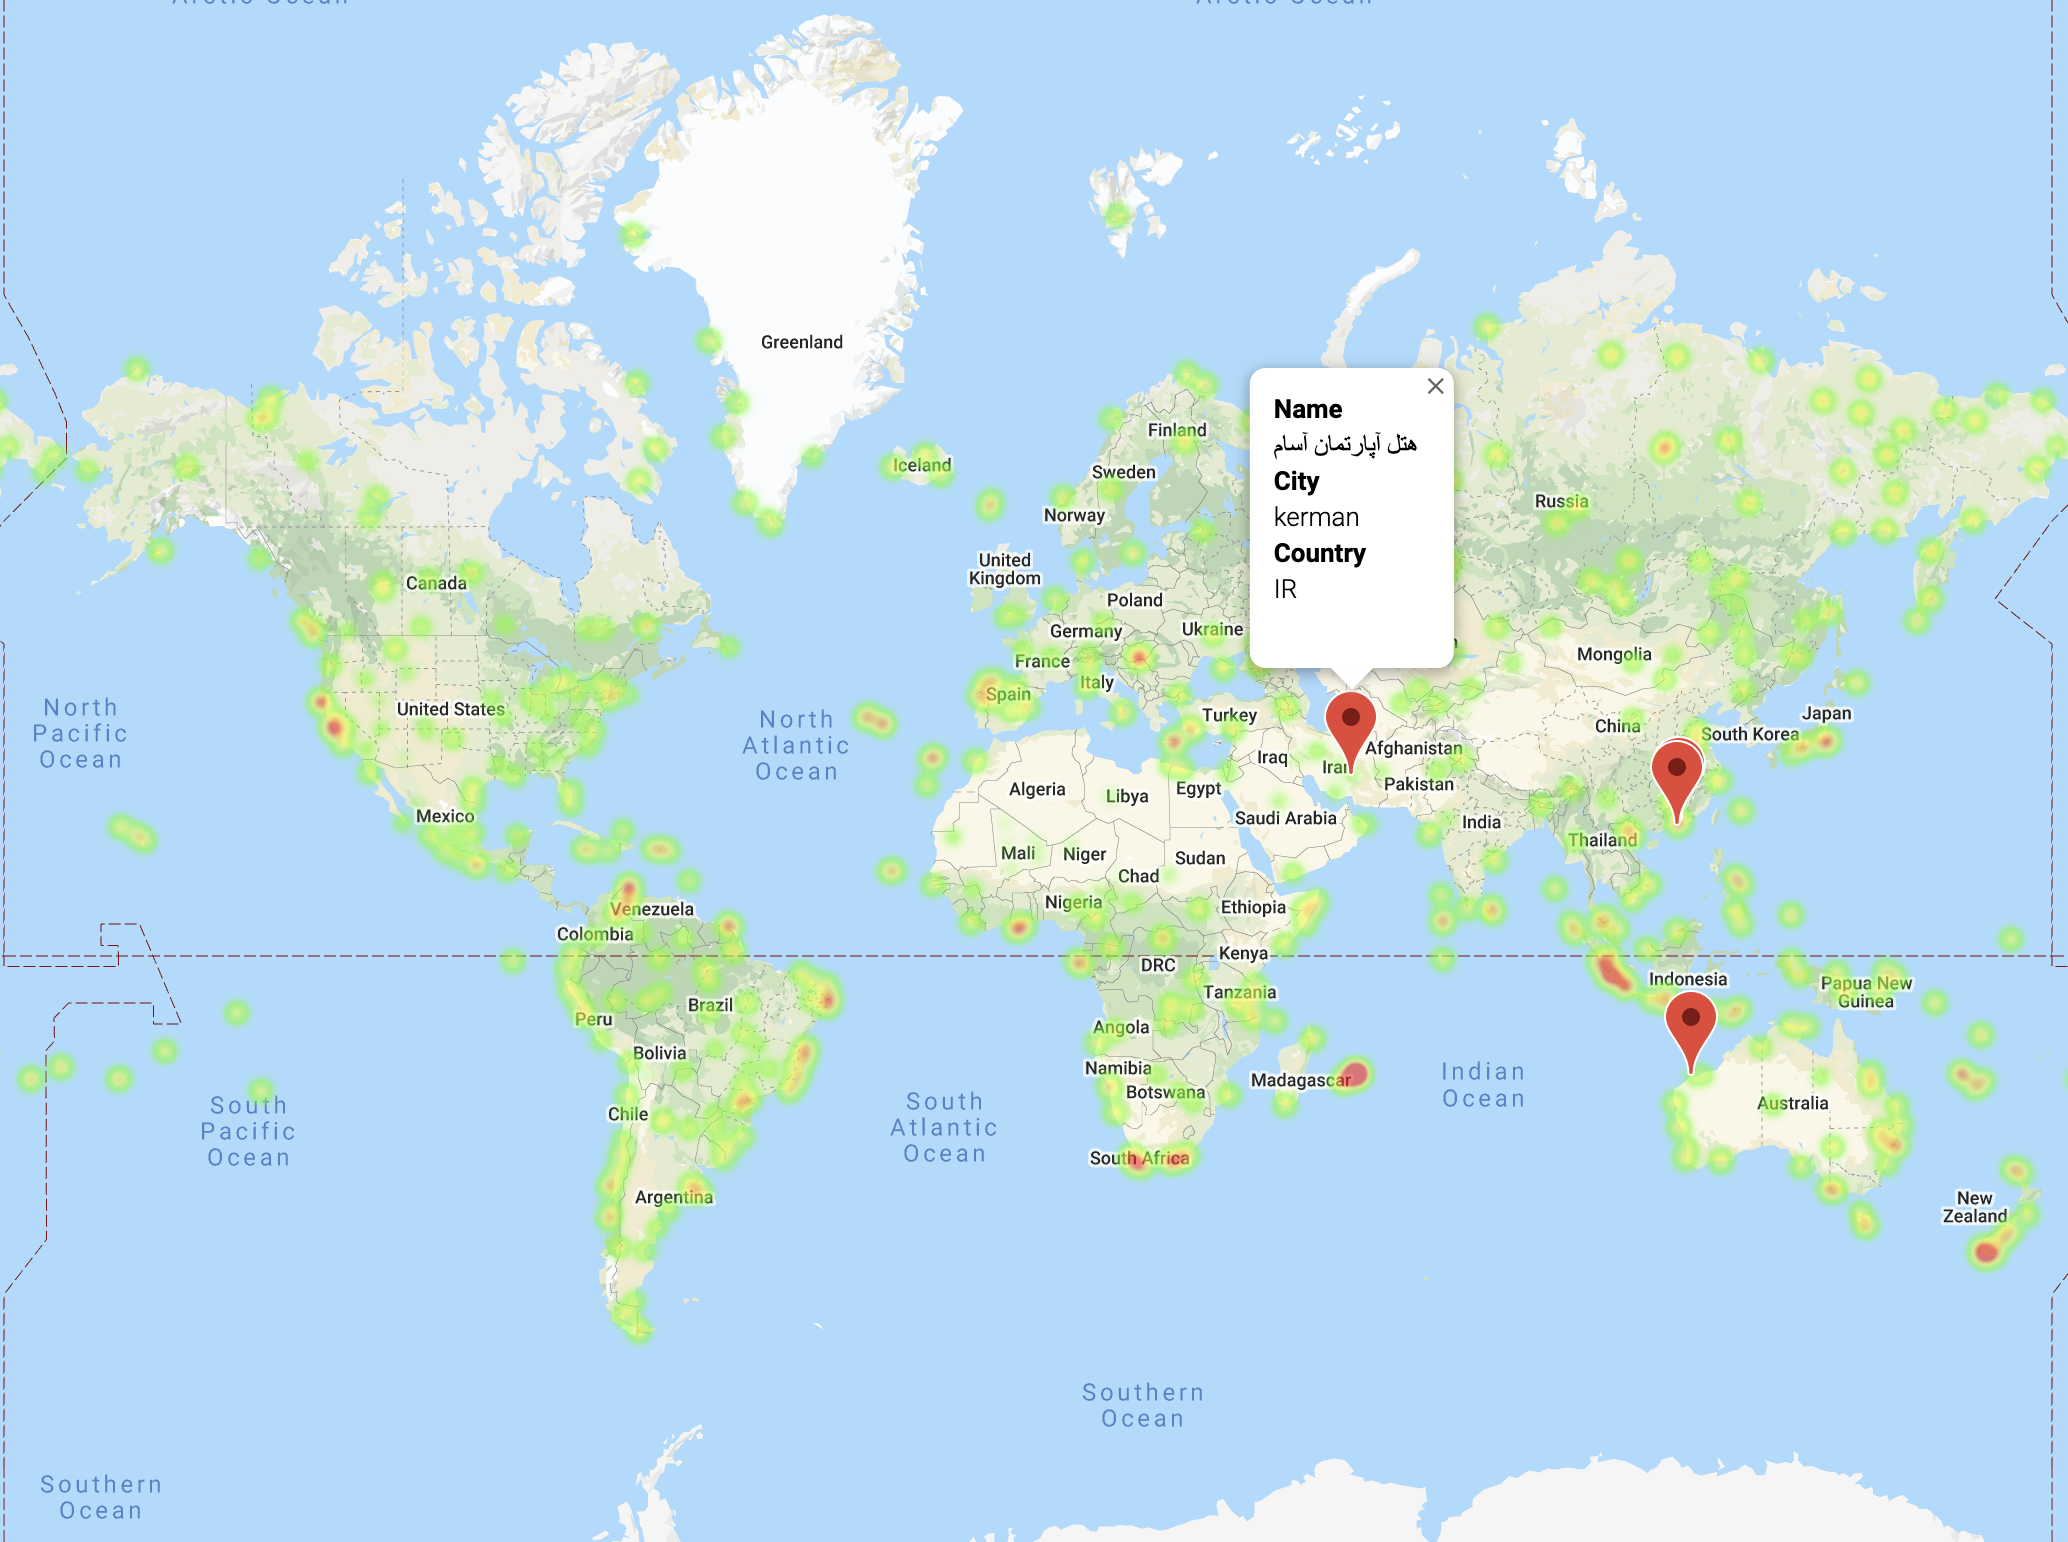 Arctic Ocean
Arctic Ocean
Greenland
Name
هتل آپارتمان آسام
City
kerman
Country
IR
Finland
Iceland
Sweden
Russia
Norway
United
Kingdom
Canada
Poland
Germany
Ukraine
Mongolia
France
Italy
Spain
North
Pacific
Ocean
United States
North
Atlantic
Ocean
Turkey
China
Japan
South Korea
Iraq
Afghanistan
Iran
Pakistan
Algeria
Libya
Egypt
Mexico
Saudi Arabia
India
Thailand
Mali
Niger
Sudan
Chad
Nigeria
Ethiopia
Venezuela
Colombia
Kenya
DRC
Indonesia
Tanzania
Papua New
Guinea
Brazil
Peru
Angola
Bolivia
Namibia
Madagascar
Botswana
Indian
Ocean
Australia
Chile
South
Pacific
Ocean
South
Atlantic
Ocean
South Africa
Argentina
New
Zealand
Southern
Ocean
Southern
Ocean